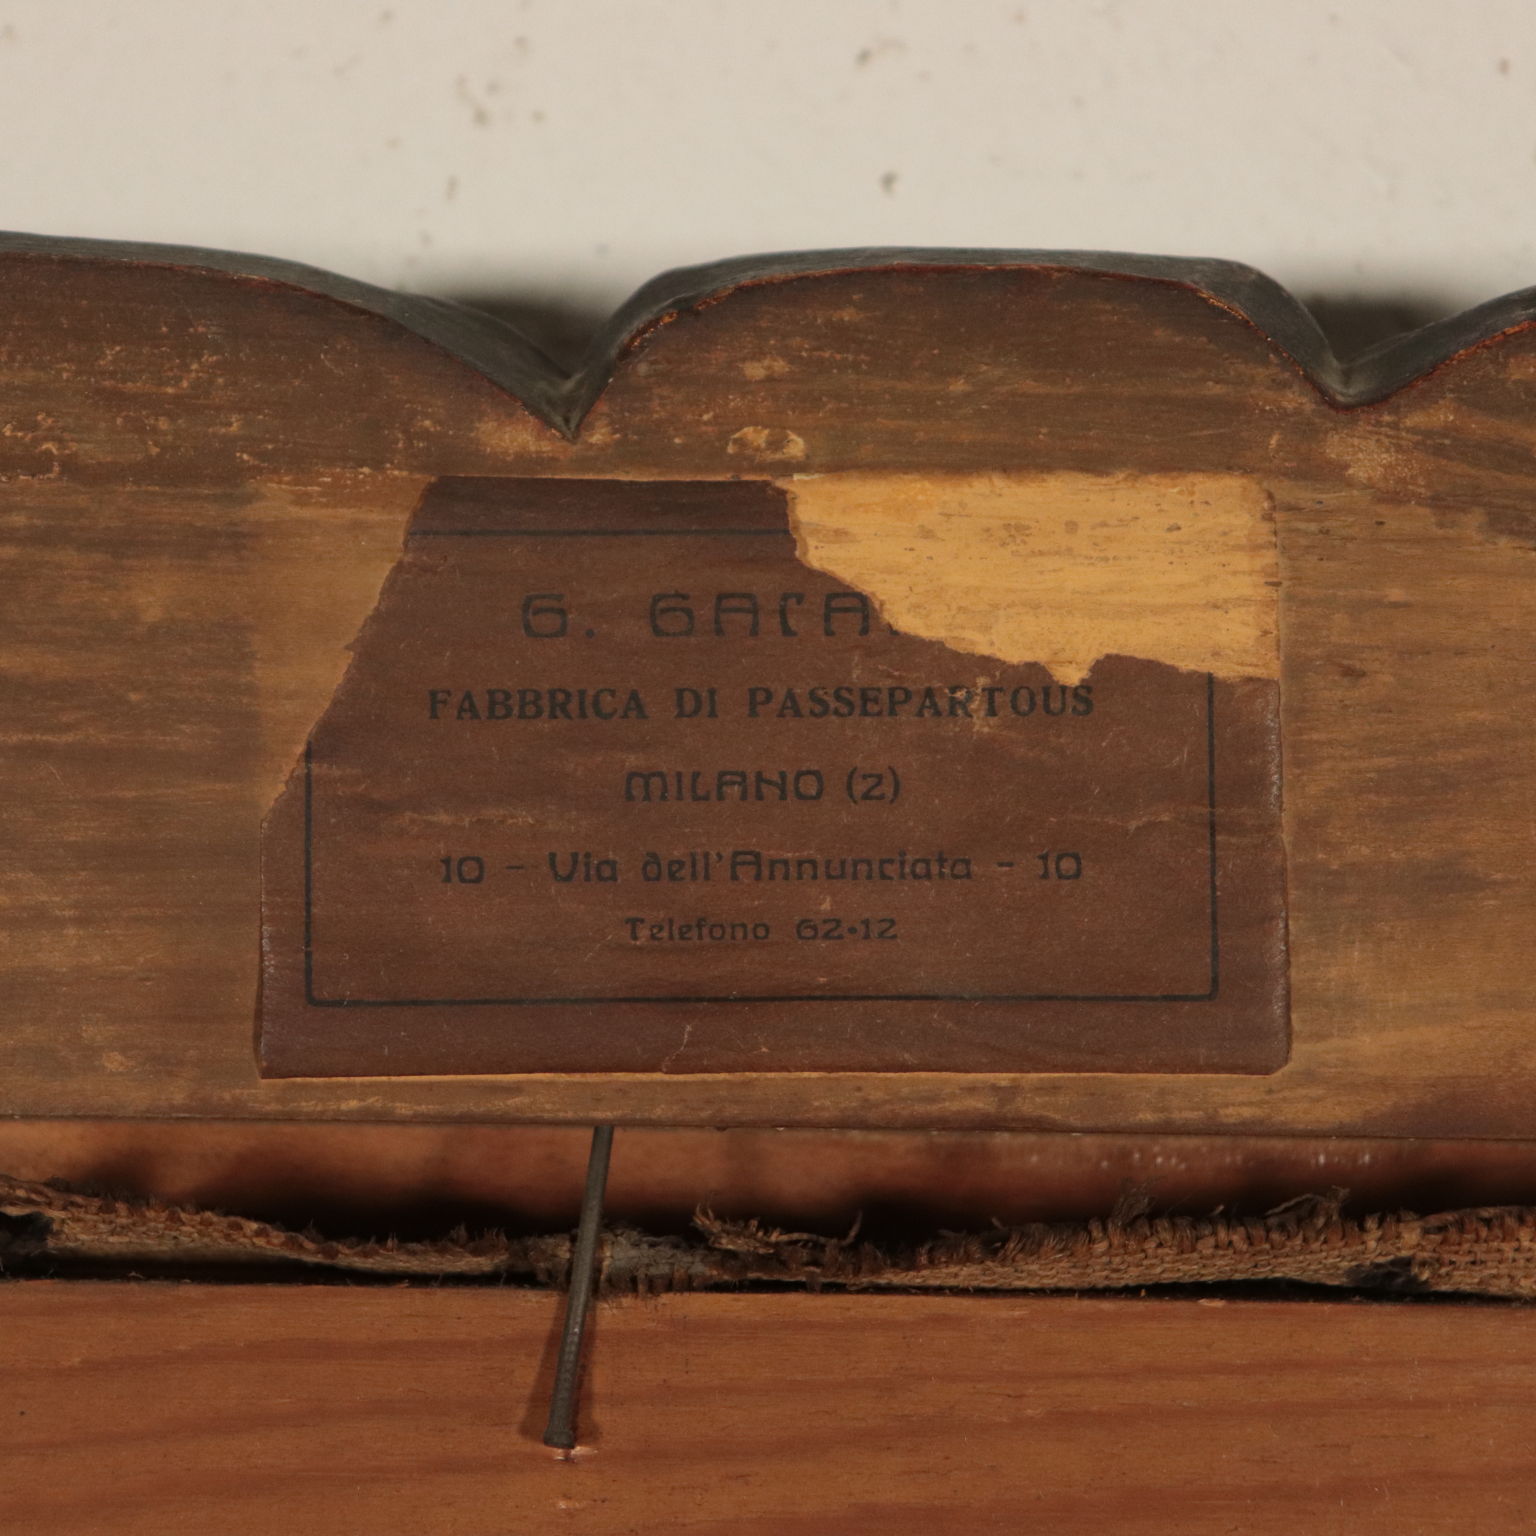 G.
FABBRICA DI PASSEPARTOUS
MILANO (2)
10 - Via dell'Annunciata - 10
Telefono 62•12